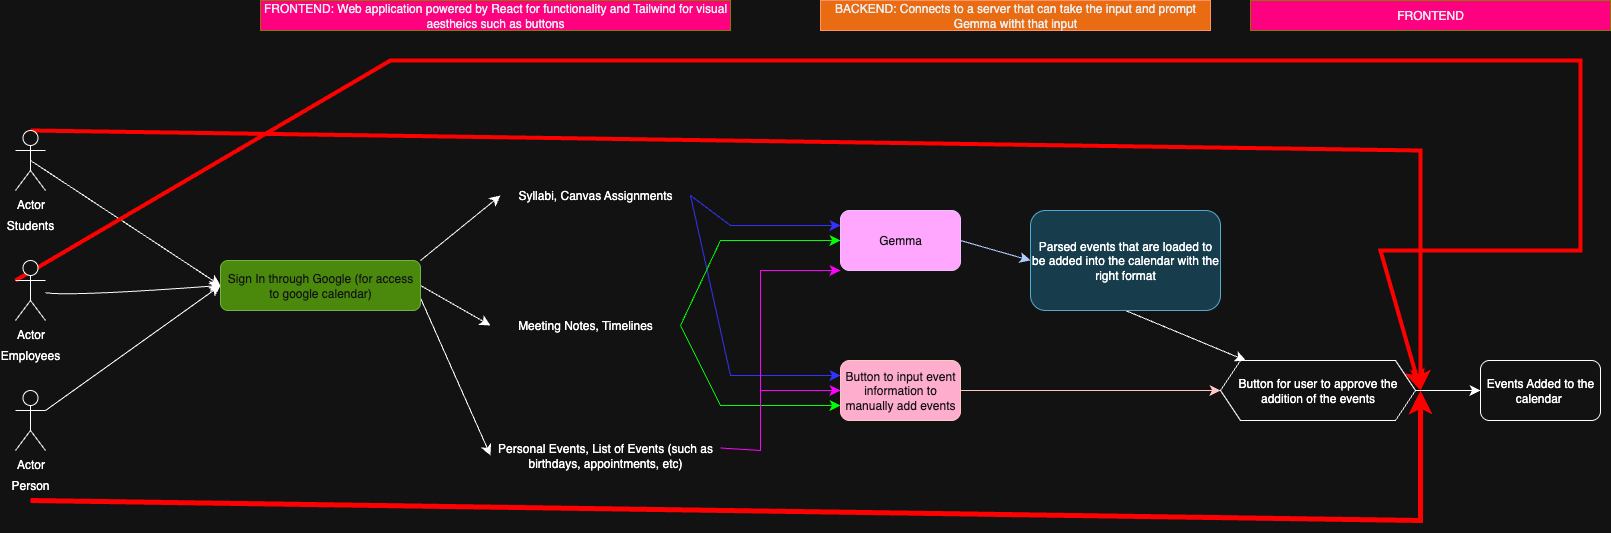 FRONTEND: Web application powered by React for functionality and Tailwind for visual
aestheics such as buttons
BACKEND: Connects to a server that can take the input and prompt
Gemma witht that input
FRONTEND
Actor
Students
Actor
Employees
Actor
Person
Sign In through Google (for access
to google calendar)
Syllabi, Canvas Assignments
Meeting Notes, Timelines
Personal Events, List of Events (such as
birthdays, appointments, etc)
Gemma
Button to input event
information to
manually add events
Parsed events that are loaded to
be added into the calendar with the
right format
Button for user to approve the
addition of the events
Events Added to the
calendar